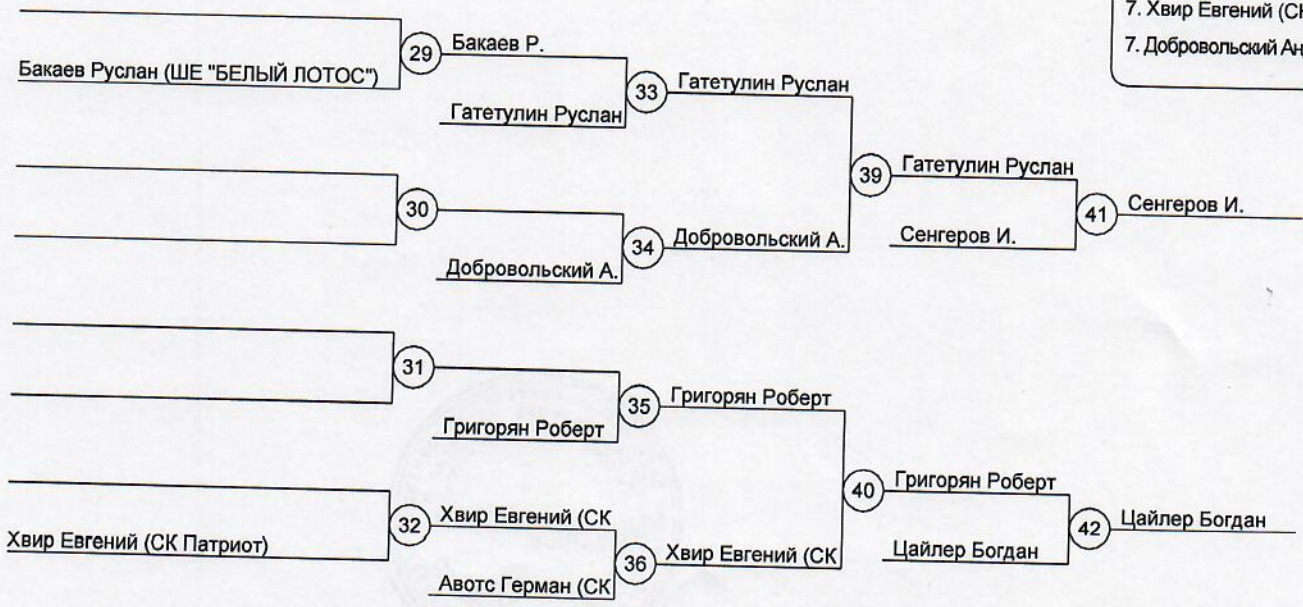 7. Хвир Евгений (СК
7. Добровольский Ан
29
Бакаев Р.
Бакаев Руслан (ШЕ "БЕЛЫЙ ЛОТОС")
33
Гатетулин Руслан
Гатетулин Руслан
39
Гатетулин Руслан
30
41
Сенгеров И.
34
Добровольский А.
Сенгеров И.
Добровольский А.
31
35
Григорян Роберт
Григорян Роберт
40
Григорян Роберт
32
Хвир Евгений (СК
42
Цайлер Богдан
Хвир Евгений (СК Патриот)
36
Хвир Евгений (СК
Цайлер Богдан
Авотс Герман (СК